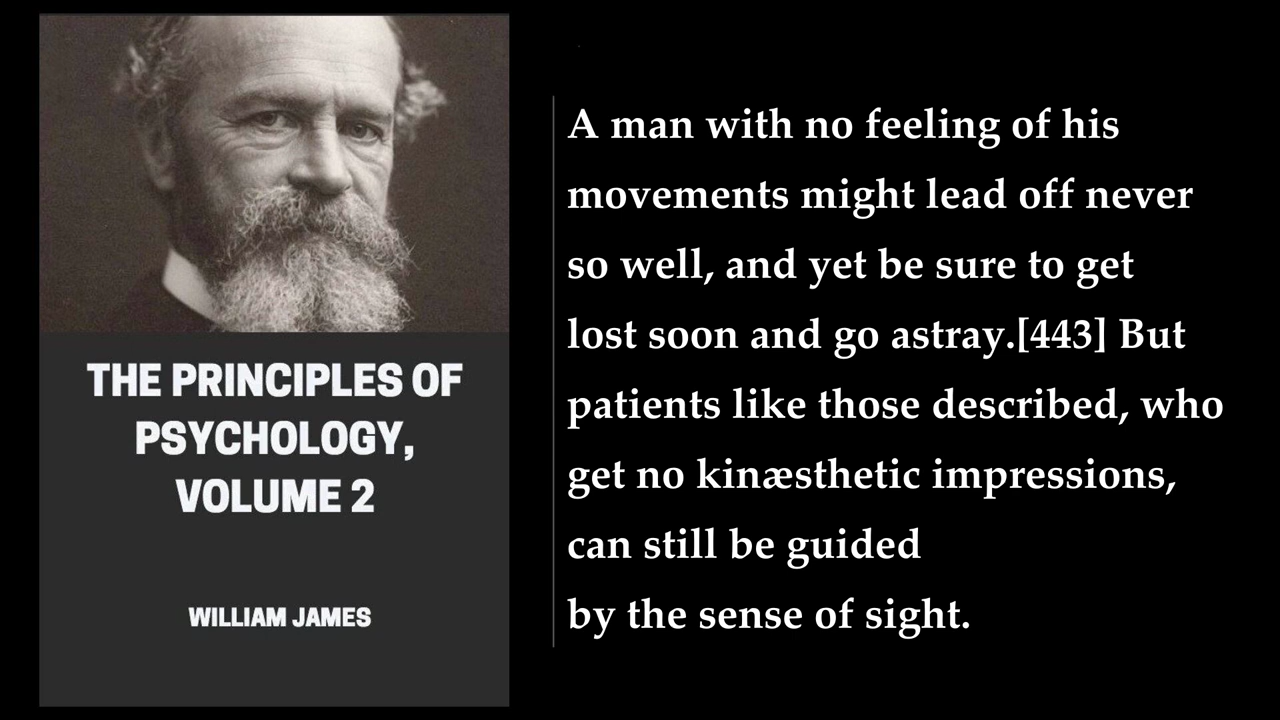 THE PRINCIPLES OF
PSYCHOLOGY,
VOLUME 2
WILLIAM JAMES
A man with no feeling of his
movements might lead off never
so well, and yet be sure to get
lost soon and go astray.[443] But
patients like those described, who
get no kinæsthetic impressions,
can still be guided
by the sense of sight.